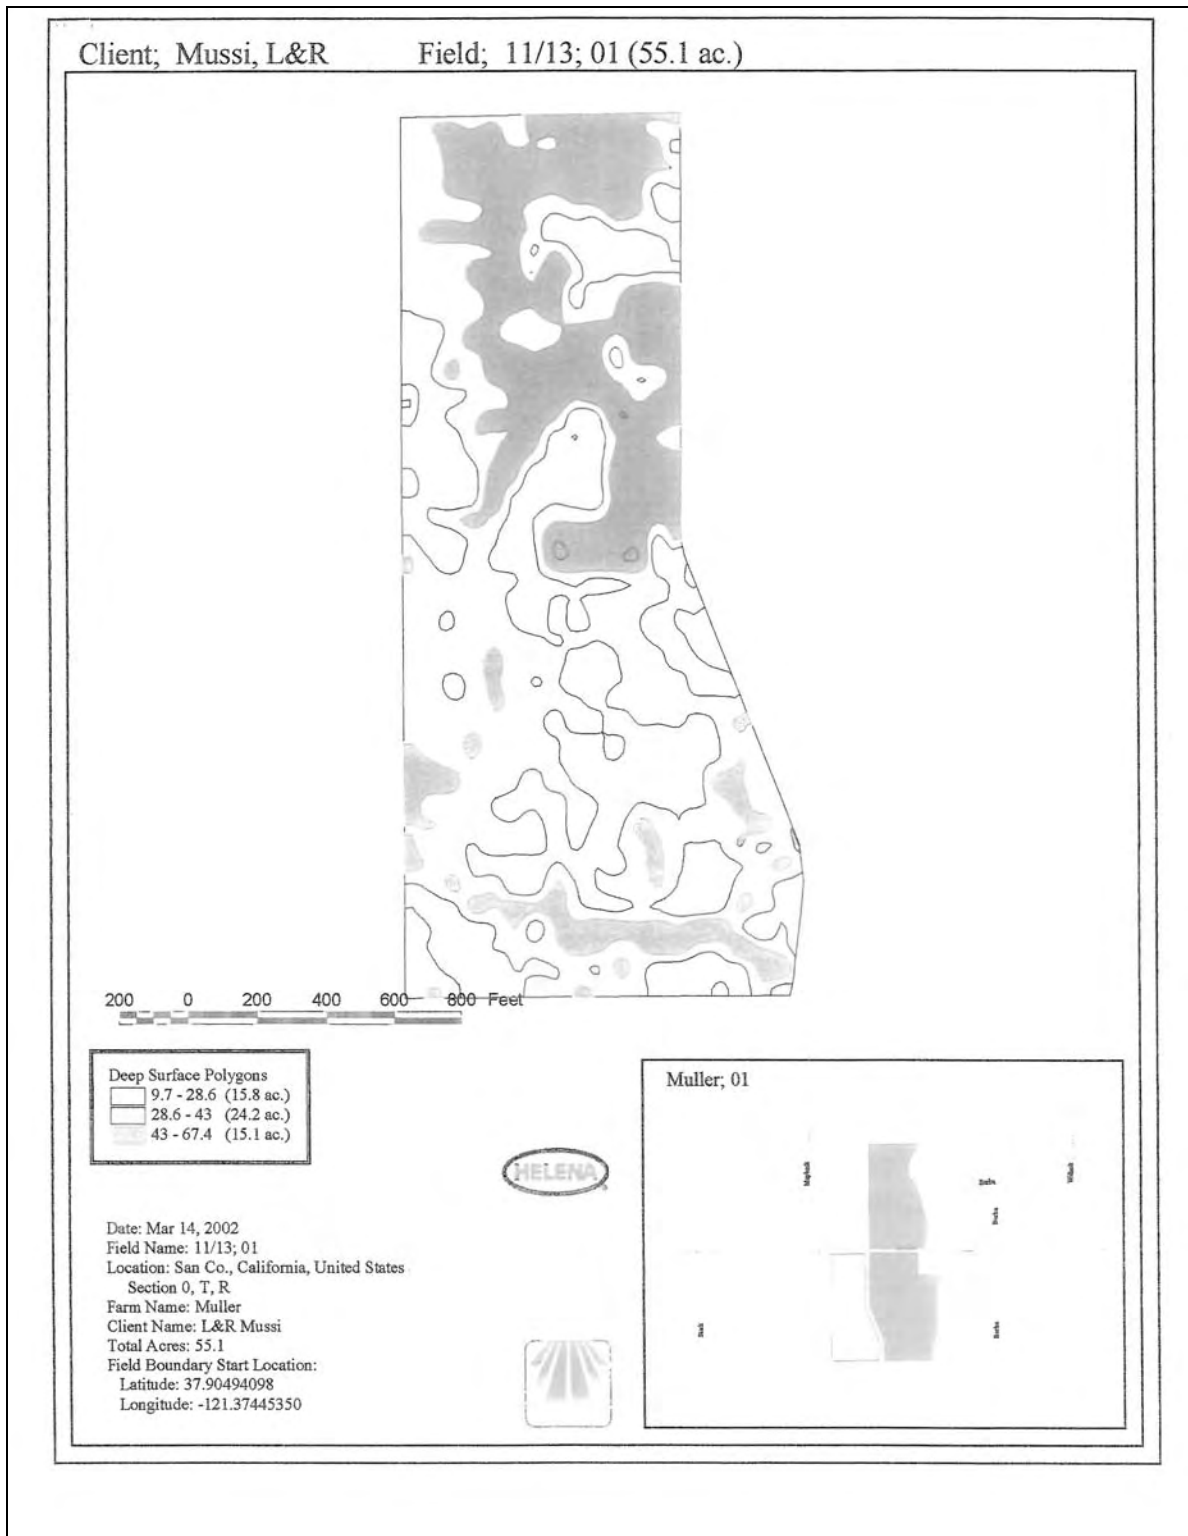 Client; Mussi, L&R Field; 11/13; 01 (55.1 ac.)
200 0 200 400 600 800 Feet
Deep Surface Polygons
9.7 - 28.6 (15.8 ac.)
28.6 - 43 (24.2 ac.)
43 - 67.4 (15.1 ac.)
HELENA
Date: Mar 14, 2002
Field Name: 11/13; 01
Location: San Co., California, United States
Section 0, T, R
Farm Name: Muller
Client Name: L&R Mussi
Total Acres: 55.1
Field Boundary Start Location:
Latitude: 37.90494098
Longitude: -121.37445350
Muller; 01